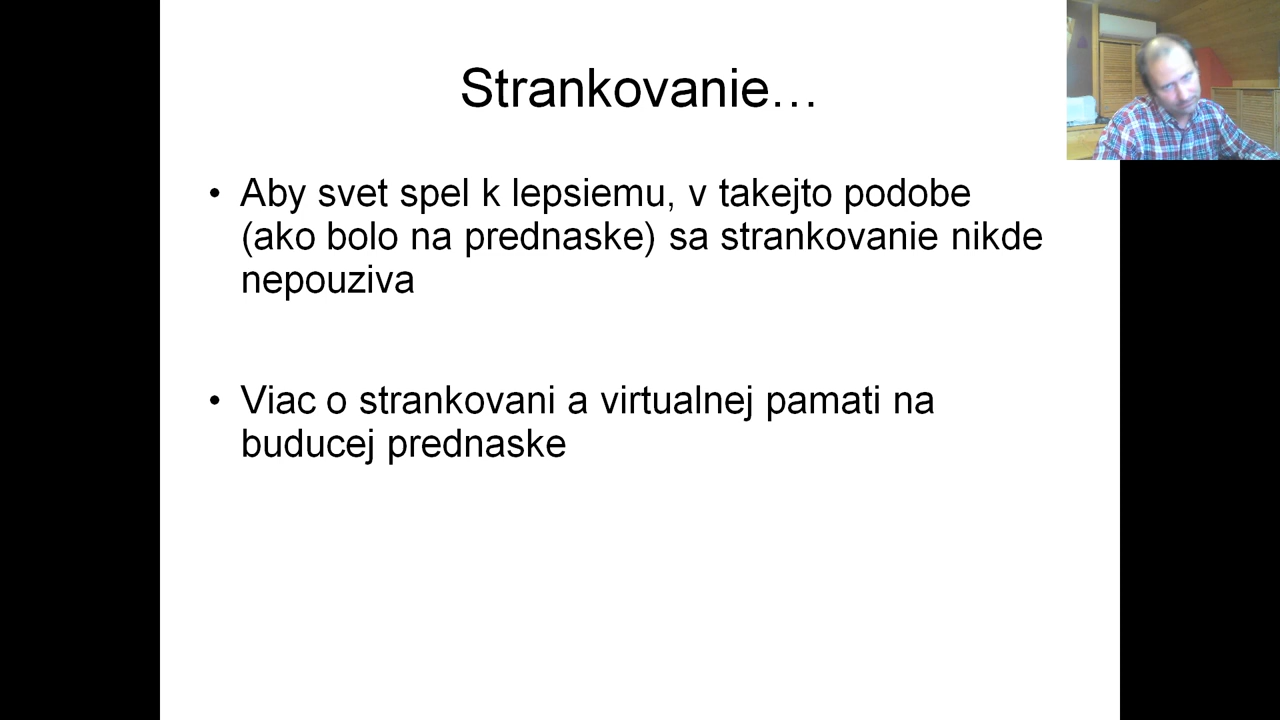 Strankovanie…
• Aby svet spel k lepsiemu, v takejto podobe
(ako bolo na prednaske) sa strankovanie nikde
nepouziva
• Viac o strankovani a virtualnej pamati na
buducej prednaske